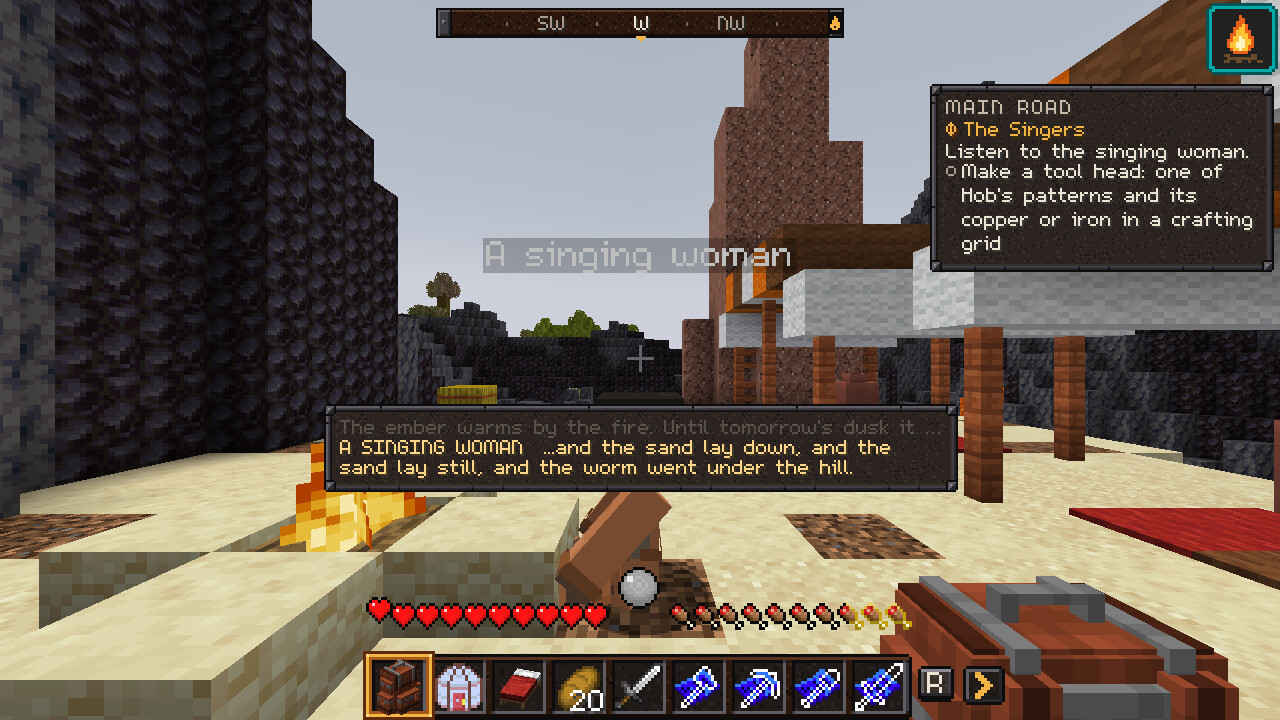 SW W NW
MAIN ROAD
The Singers
Listen to the singing woman.
Make a tool head: one of
Hob's patterns and its
copper or iron in a crafting
grid
A singing woman
The ember warms by the fire. Until tomorrow's dusk it ...
A SINGING WOMAN ...and the sand lay down, and the
sand lay still, and the worm went under the hill.
20
R